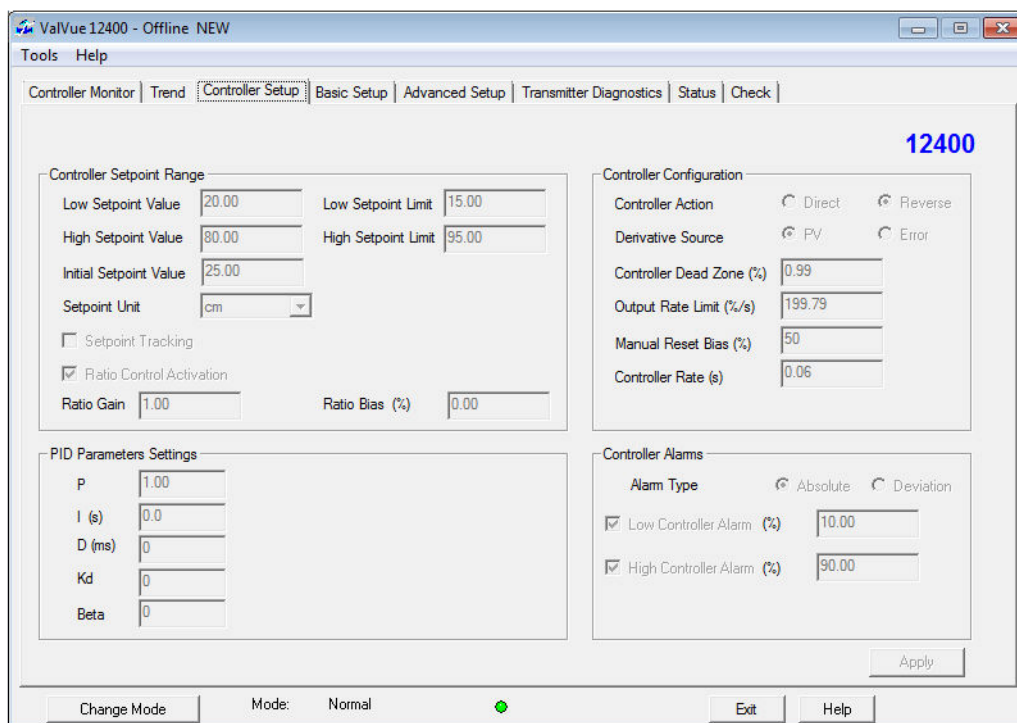 ValVue 12400 - Offline NEW
Tools Help
Controller Monitor Trend Controller Setup Basic Setup Advanced Setup Transmitter Diagnostics Status Check
12400
Controller Setpoint Range
Low Setpoint Value 20.00 Low Setpoint Limit 15.00
High Setpoint Value 80.00 High Setpoint Limit 95.00
Initial Setpoint Value 25.00
Setpoint Unit cm
Setpoint Tracking
Ratio Control Activation
Ratio Gain 1.00 Ratio Bias (%) 0.00
Controller Configuration
Controller Action Direct Reverse
Derivative Source PV Error
Controller Dead Zone (%) 0.99
Output Rate Limit (%/s) 199.79
Manual Reset Bias (%) 50
Controller Rate (s) 0.06
PID Parameters Settings
P 1.00
I (s) 0.0
D (ms) 0
Kd 0
Beta 0
Controller Alarms
Alarm Type Absolute Deviation
Low Controller Alarm (%) 10.00
High Controller Alarm (%) 90.00
Apply
Change Mode Mode: Normal Exit Help